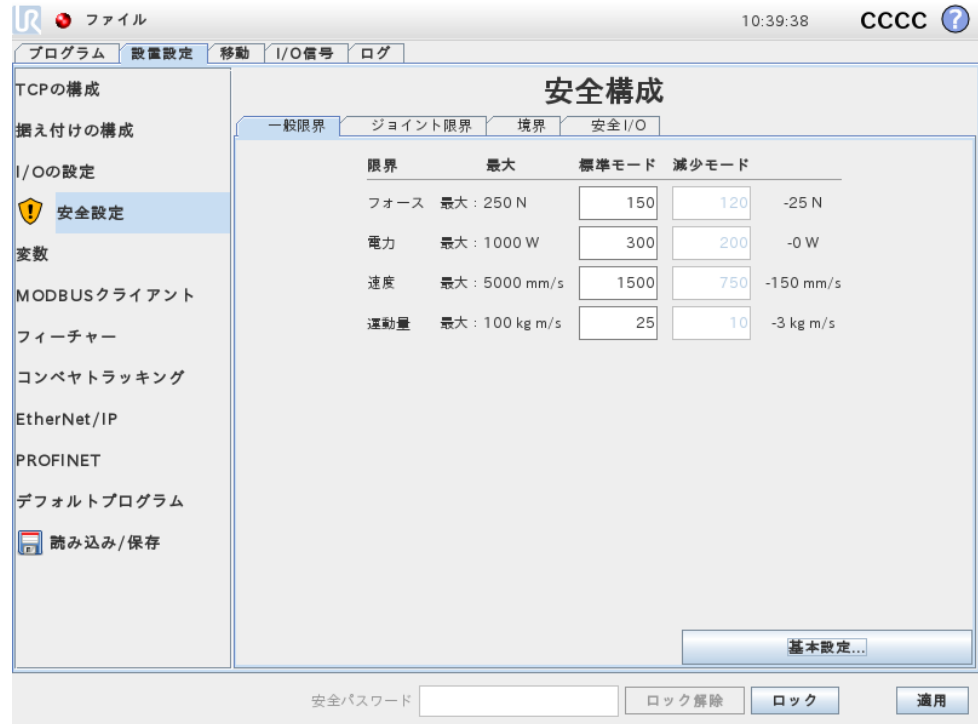 UR ファイル 10:39:38 CCCC ?
プログラム 設置設定 移動 I/O信号 ログ
TCPの構成
据え付けの構成
I/Oの設定
安全設定
変数
MODBUSクライアント
フィーチャー
コンベヤトラッキング
EtherNet/IP
PROFINET
デフォルトプログラム
読み込み/保存
安全構成
一般限界 ジョイント限界 境界 安全 I/O
限界 最大 標準モード 減少モード
フォース 最大 : 250 N 150 120 -25 N
電力 最大 : 1000 W 300 200 -0 W
速度 最大 : 5000 mm/s 1500 750 -150 mm/s
運動量 最大 : 100 kg m/s 25 10 -3 kg m/s
基本設定...
安全パスワード ロック解除 ロック 適用